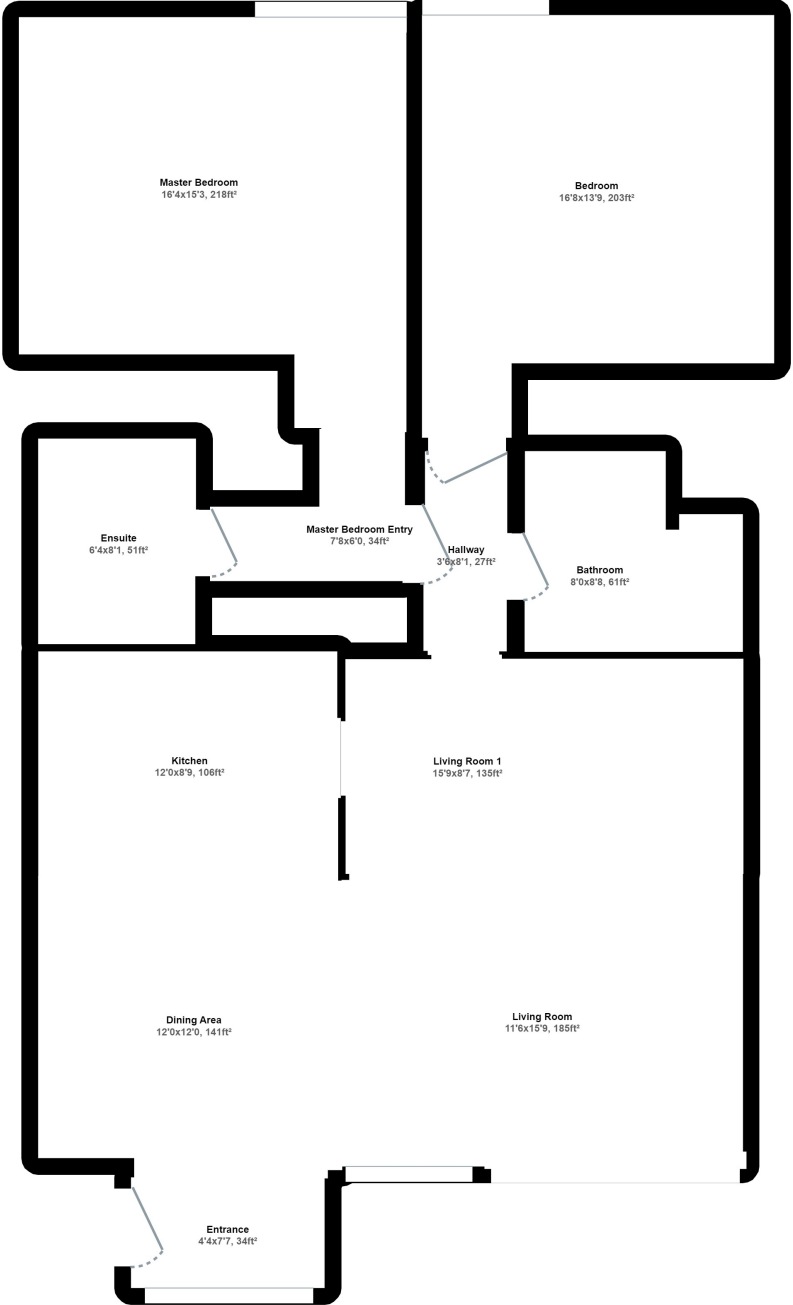 Master Bedroom
16'4x15'3, 218ft²
Bedroom
16'8x13'9, 203ft²
Master Bedroom Entry
7'8x6'0, 34ft²
Ensuite
6'4x8'1, 51ft²
Hallway
3'6x8'1, 27ft²
Bathroom
8'0x8'8, 61ft²
Kitchen
12'0x8'9, 106ft²
Living Room 1
15'9x8'7, 135ft²
Dining Area
12'0x12'0, 141ft²
Living Room
11'6x15'9, 185ft²
Entrance
4'4x7'7, 34ft²